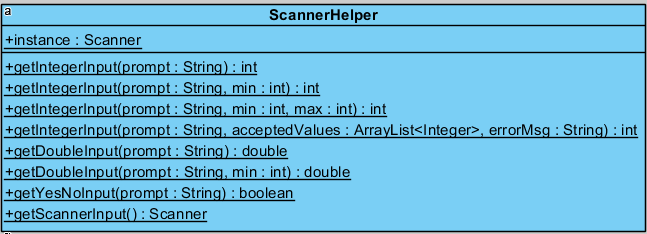 a
ScannerHelper
+instance : Scanner
+getIntegerInput(prompt : String) : int
+getIntegerInput(prompt : String, min : int) : int
+getIntegerInput(prompt : String, min : int, max : int) : int
+getIntegerInput(prompt : String, acceptedValues : ArrayList<Integer>, errorMsg : String) : int
+getDoubleInput(prompt : String) : double
+getDoubleInput(prompt : String, min : int) : double
+getYesNoInput(prompt : String) : boolean
+getScannerInput() : Scanner